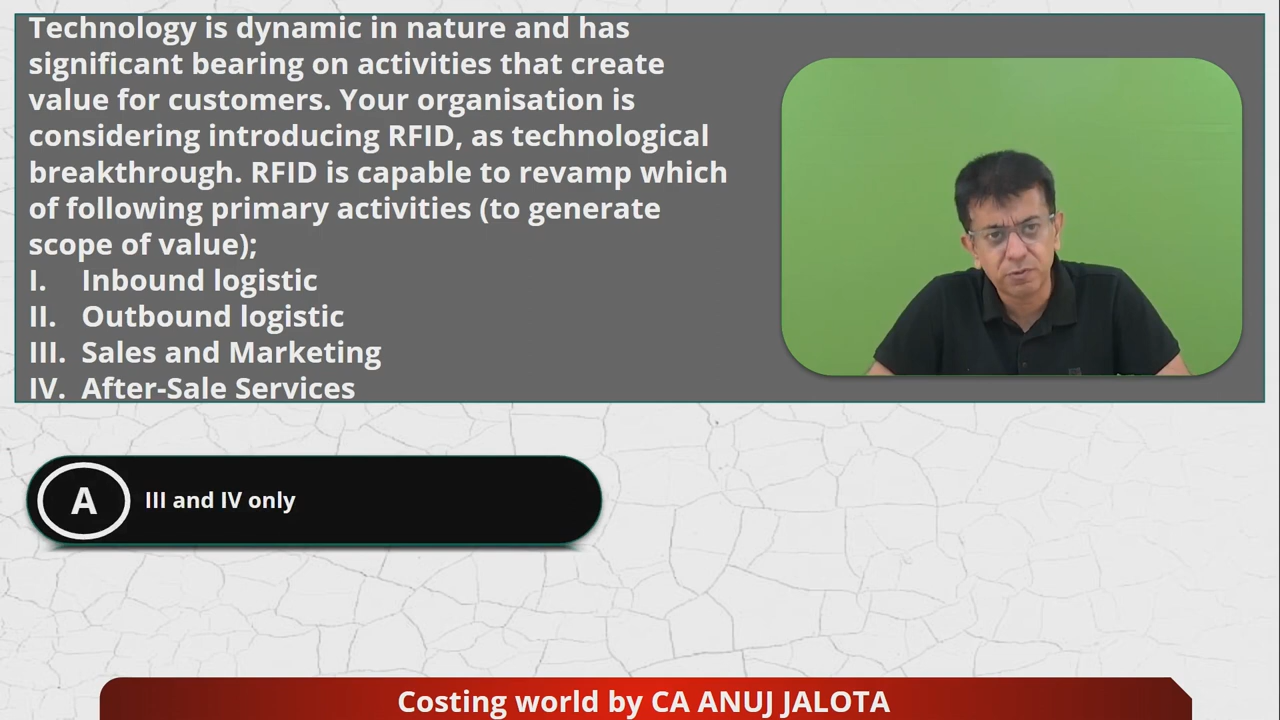 Technology is dynamic in nature and has
significant bearing on activities that create
value for customers. Your organisation is
considering introducing RFID, as technological
breakthrough. RFID is capable to revamp which
of following primary activities (to generate
scope of value);
I. Inbound logistic
II. Outbound logistic
III. Sales and Marketing
IV. After-Sale Services
A III and IV only
Costing world by CA ANUJ JALOTA